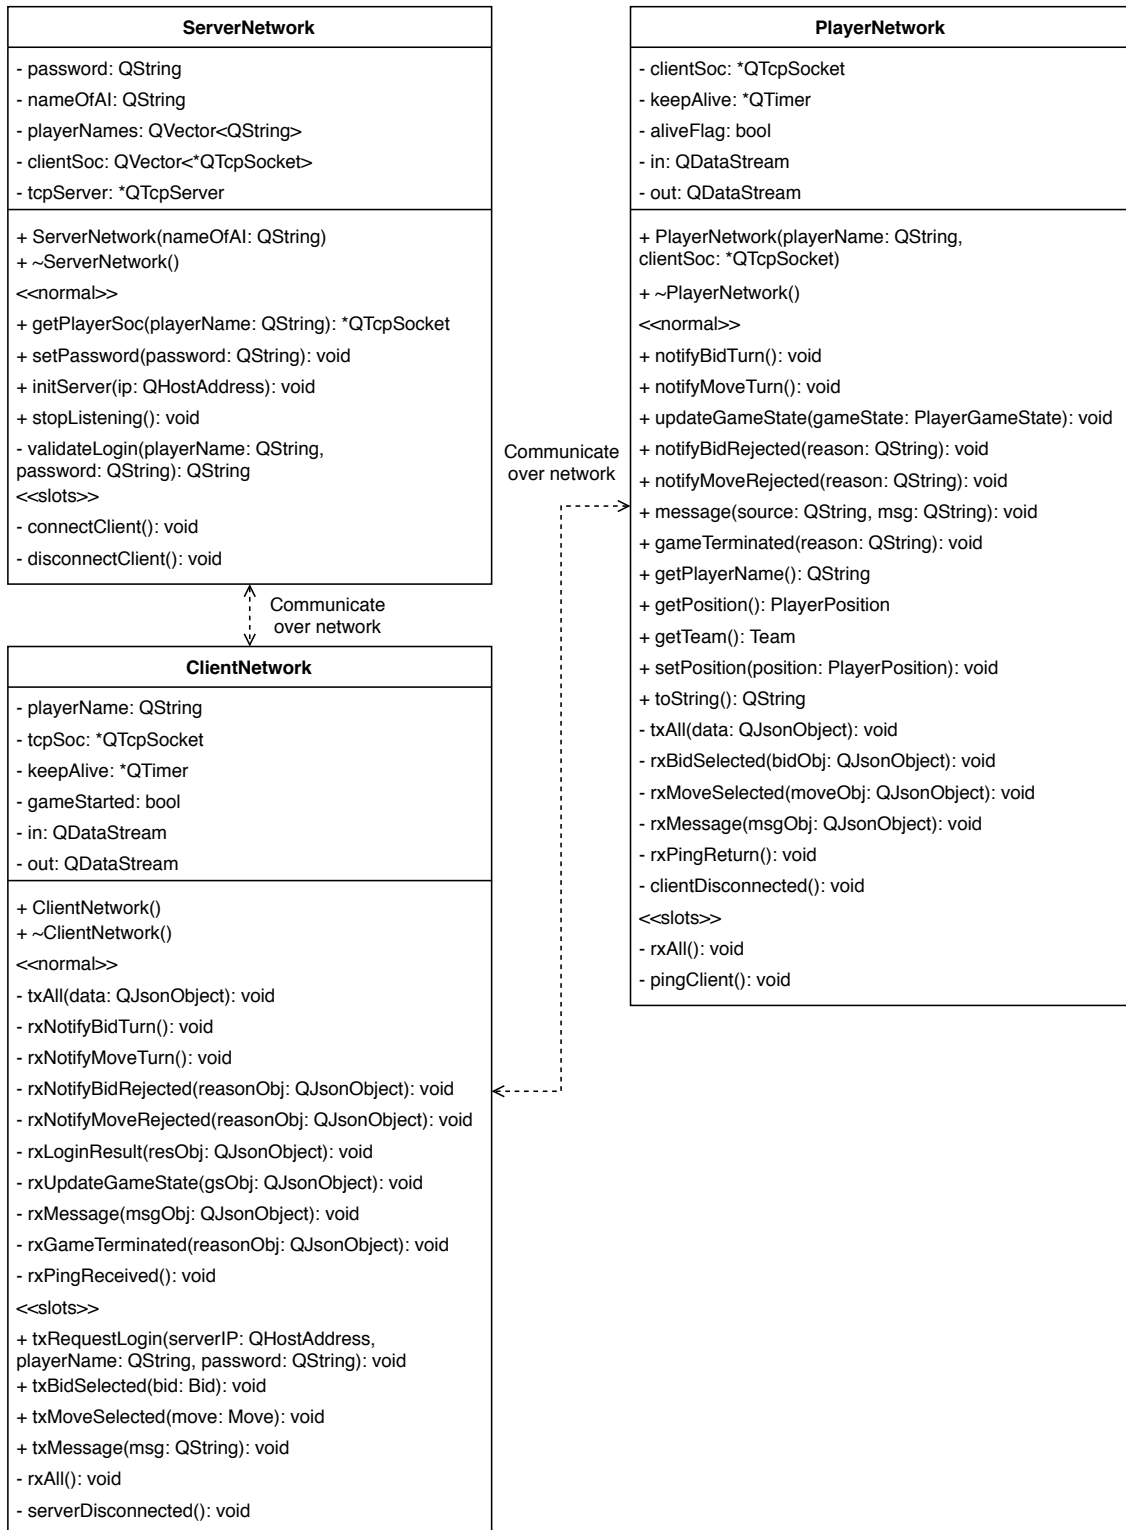 ServerNetwork
- password: QString
- nameOfAI: QString
- playerNames: QVector<QString>
- clientSoc: QVector<*QTcpSocket>
- tcpServer: *QTcpServer
+ ServerNetwork(nameOfAI: QString)
+ ~ServerNetwork()
<<normal>>
+ getPlayerSoc(playerName: QString): *QTcpSocket
+ setPassword(password: QString): void
+ initServer(ip: QHostAddress): void
+ stopListening(): void
- validateLogin(playerName: QString,
password: QString): QString
<<slots>>
- connectClient(): void
- disconnectClient(): void
Communicate
over network
ClientNetwork
- playerName: QString
- tcpSoc: *QTcpSocket
- keepAlive: *QTimer
- gameStarted: bool
- in: QDataStream
- out: QDataStream
+ ClientNetwork()
+ ~ClientNetwork()
<<normal>>
- txAll(data: QJsonObject): void
- rxNotifyBidTurn(): void
- rxNotifyMoveTurn(): void
- rxNotifyBidRejected(reasonObj: QJsonObject): void
- rxNotifyMoveRejected(reasonObj: QJsonObject): void
- rxLoginResult(resObj: QJsonObject): void
- rxUpdateGameState(gsObj: QJsonObject): void
- rxMessage(msgObj: QJsonObject): void
- rxGameTerminated(reasonObj: QJsonObject): void
- rxPingReceived(): void
<<slots>>
+ txRequestLogin(serverIP: QHostAddress,
playerName: QString, password: QString): void
+ txBidSelected(bid: Bid): void
+ txMoveSelected(move: Move): void
+ txMessage(msg: QString): void
- rxAll(): void
- serverDisconnected(): void
Communicate
over network
PlayerNetwork
- clientSoc: *QTcpSocket
- keepAlive: *QTimer
- aliveFlag: bool
- in: QDataStream
- out: QDataStream
+ PlayerNetwork(playerName: QString,
clientSoc: *QTcpSocket)
+ ~PlayerNetwork()
<<normal>>
+ notifyBidTurn(): void
+ notifyMoveTurn(): void
+ updateGameState(gameState: PlayerGameState): void
+ notifyBidRejected(reason: QString): void
+ notifyMoveRejected(reason: QString): void
+ message(source: QString, msg: QString): void
+ gameTerminated(reason: QString): void
+ getPlayerName(): QString
+ getPosition(): PlayerPosition
+ getTeam(): Team
+ setPosition(position: PlayerPosition): void
+ toString(): QString
- txAll(data: QJsonObject): void
- rxBidSelected(bidObj: QJsonObject): void
- rxMoveSelected(moveObj: QJsonObject): void
- rxMessage(msgObj: QJsonObject): void
- rxPingReturn(): void
- clientDisconnected(): void
<<slots>>
- rxAll(): void
- pingClient(): void